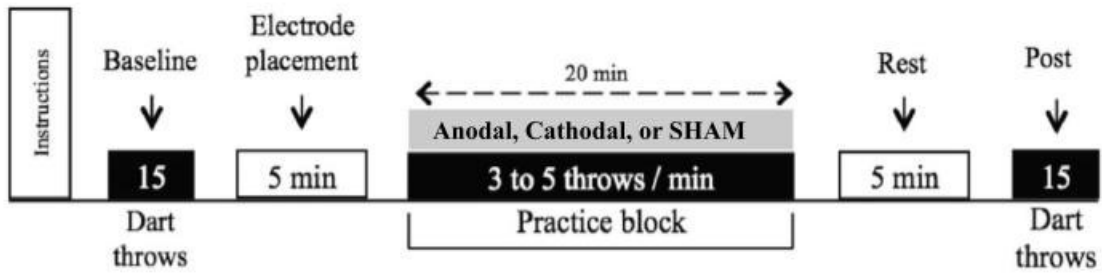 Instructions
Baseline
15
Dart
throws
Electrode
placement
5 min
20 min
Anodal, Cathodal, or SHAM
3 to 5 throws / min
Practice block
Rest
5 min
Post
15
Dart
throws